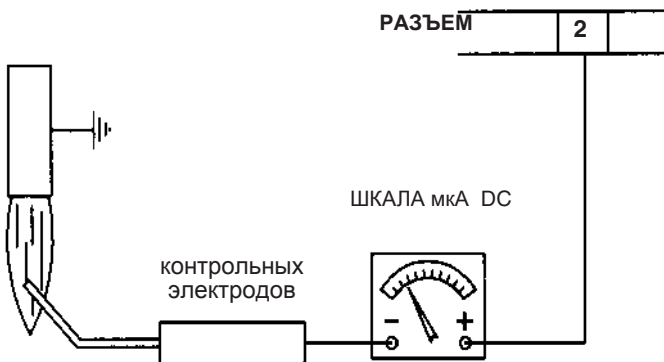 РАЗЪЕМ 2
ШКАЛА мкА DC
контрольных
электродов
- +